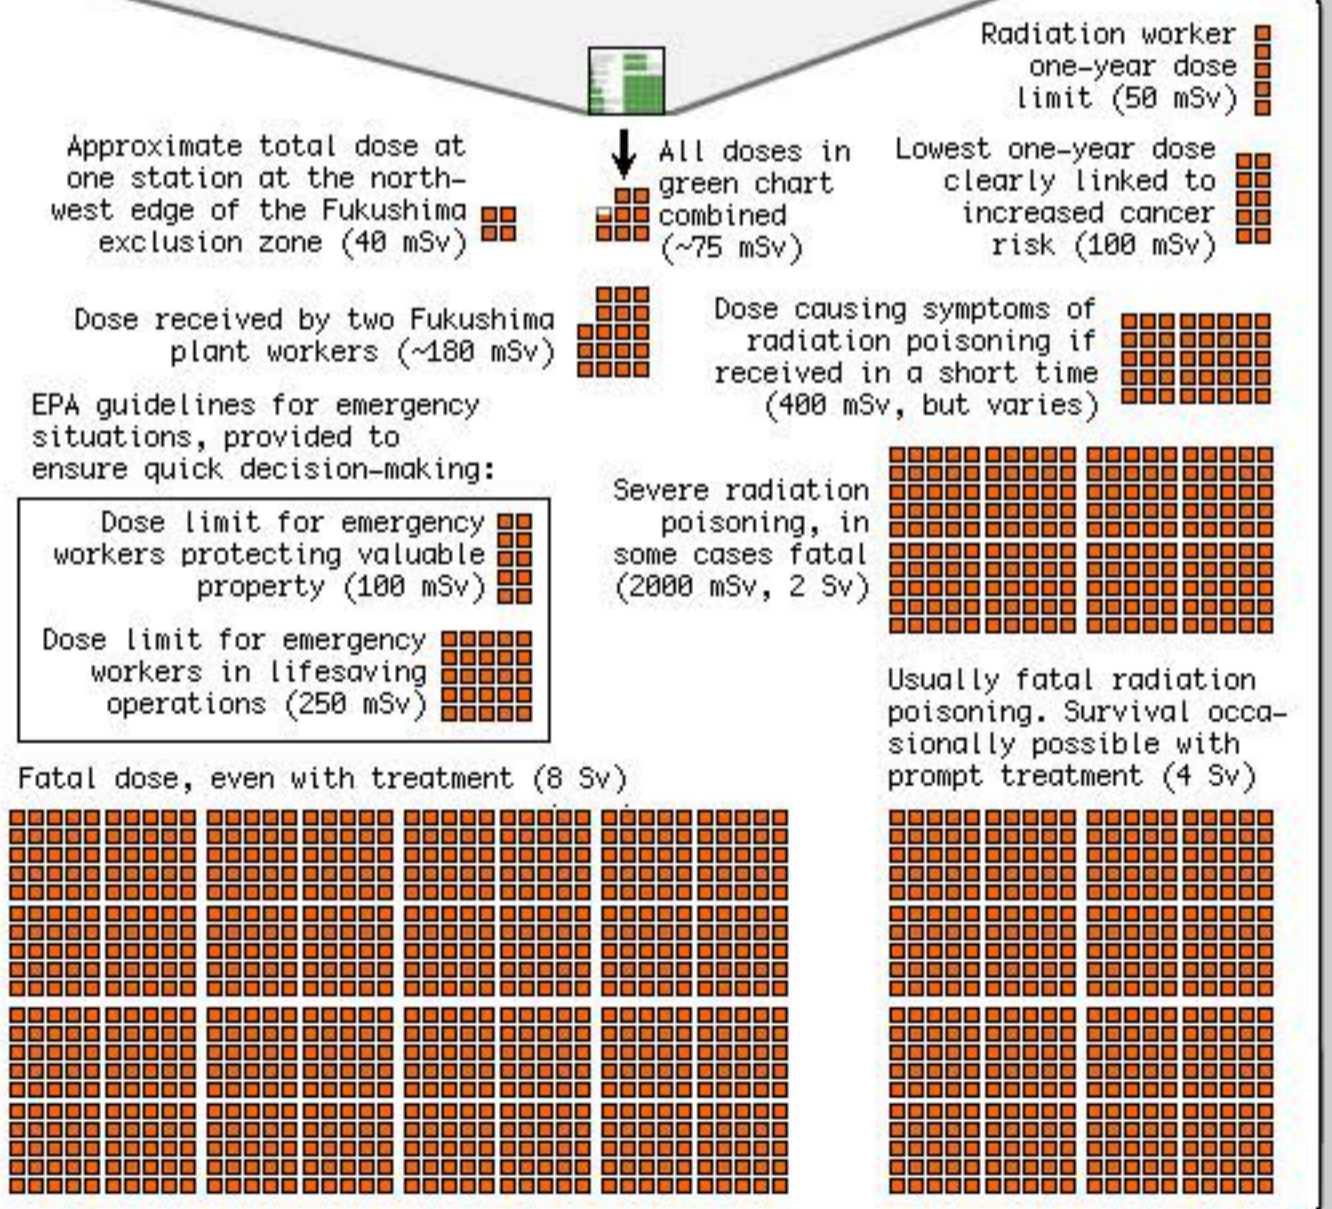 Radiation worker
one-year dose
limit (50 mSv)
Approximate total dose at
one station at the north-
west edge of the Fukushima
exclusion zone (40 mSv)
All doses in
green chart
combined
(~75 mSv)
Lowest one-year dose
clearly linked to
increased cancer
risk (100 mSv)
Dose received by two Fukushima
plant workers (~180 mSv)
Dose causing symptoms of
radiation poisoning if
received in a short time
(400 mSv, but varies)
EPA guidelines for emergency
situations, provided to
ensure quick decision-making:
Dose limit for emergency
workers protecting valuable
property (100 mSv)
Dose limit for emergency
workers in lifesaving
operations (250 mSv)
Severe radiation
poisoning, in
some cases fatal
(2000 mSv, 2 Sv)
Usually fatal radiation
poisoning. Survival occa-
sionally possible with
prompt treatment (4 Sv)
Fatal dose, even with treatment (8 Sv)